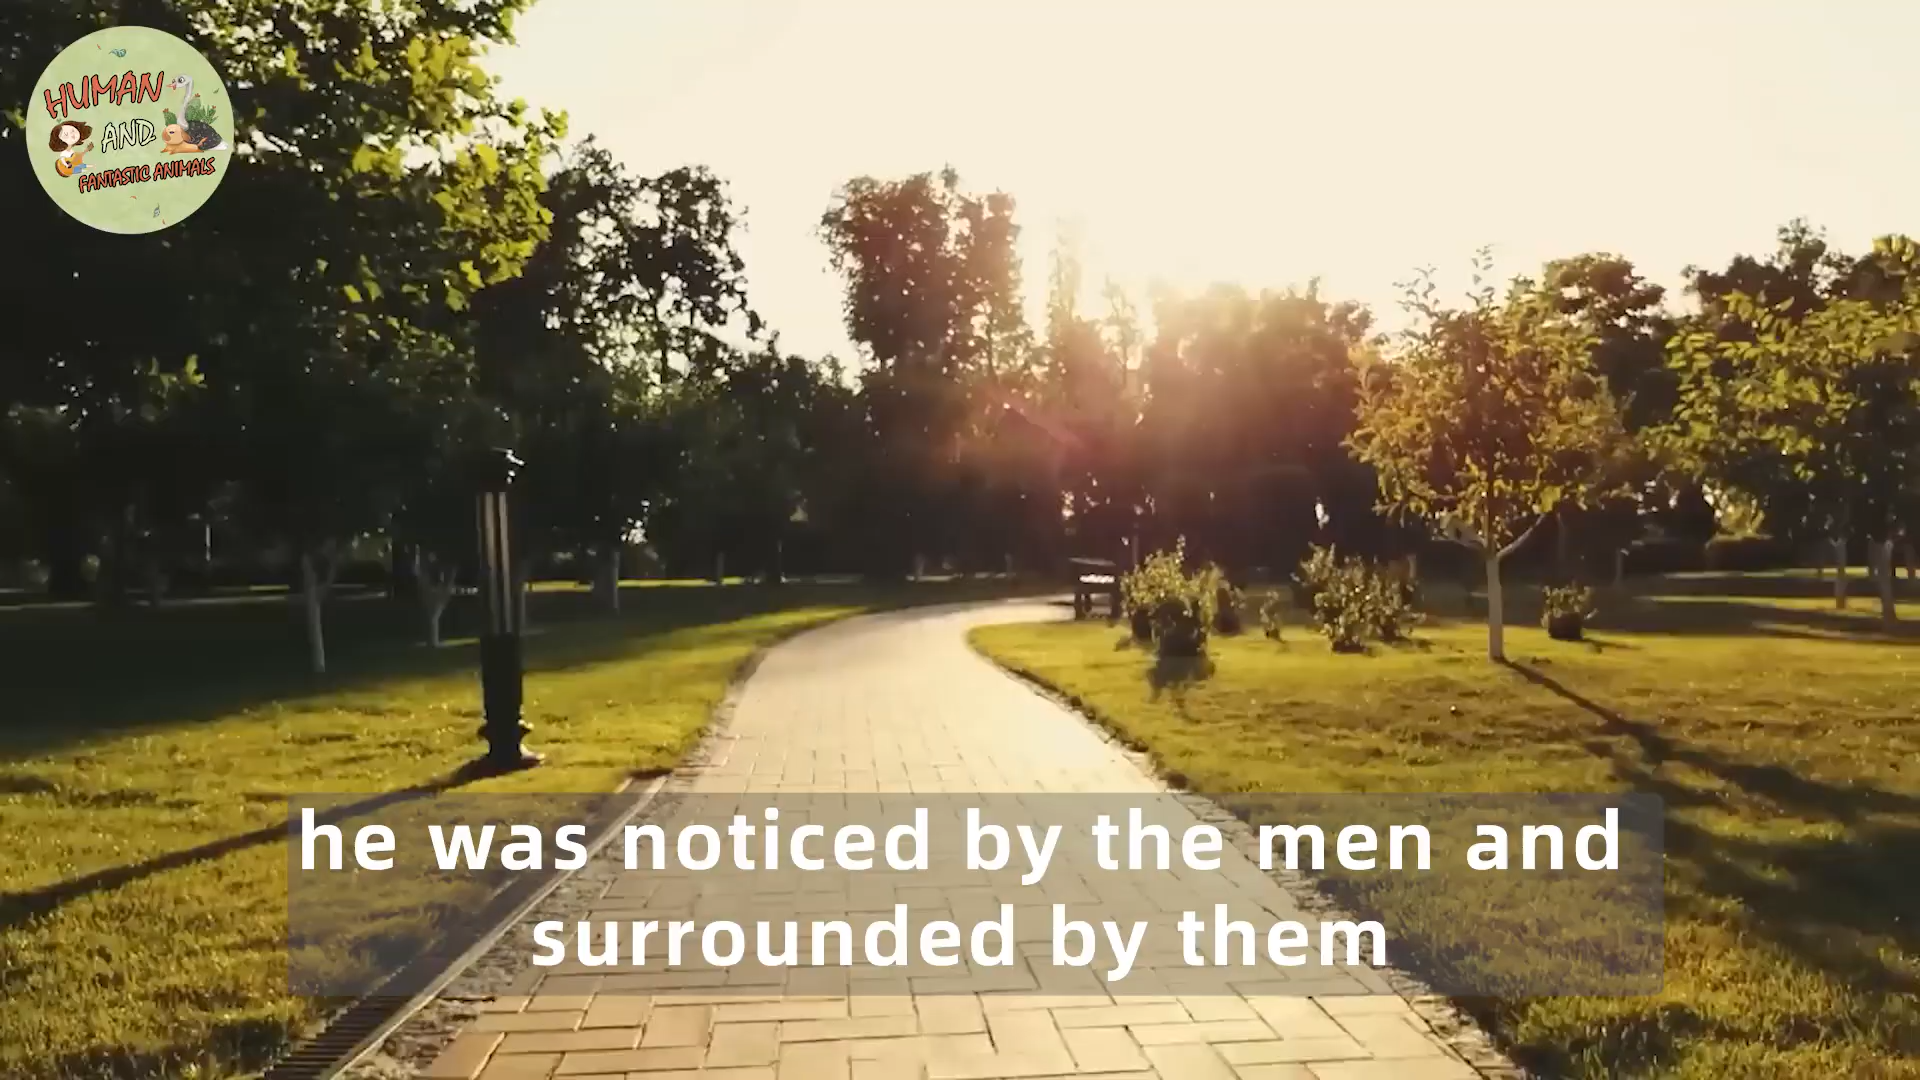 HUMAN
AND
FANTASTIC ANIMALS
he was noticed by the men and
surrounded by them